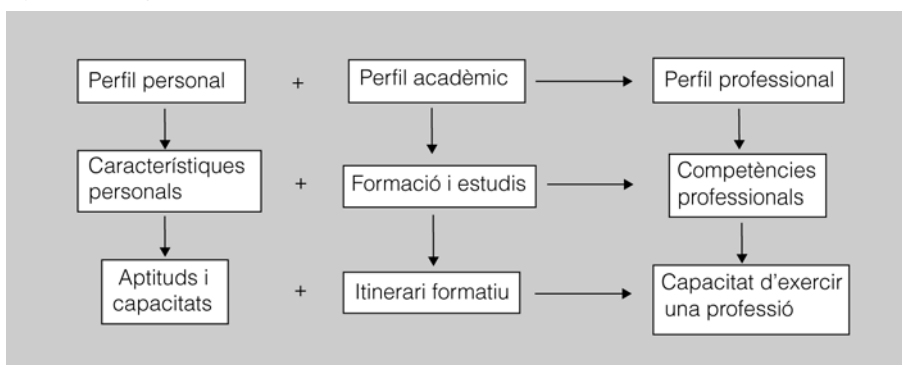 Perfil personal + Perfil acadèmic Perfil professional
Característiques
personals
+ Formació i estudis
Competències
professionals
Aptituds i
capacitats
+ Itinerari formatiu
Capacitat d'exercir
una professió